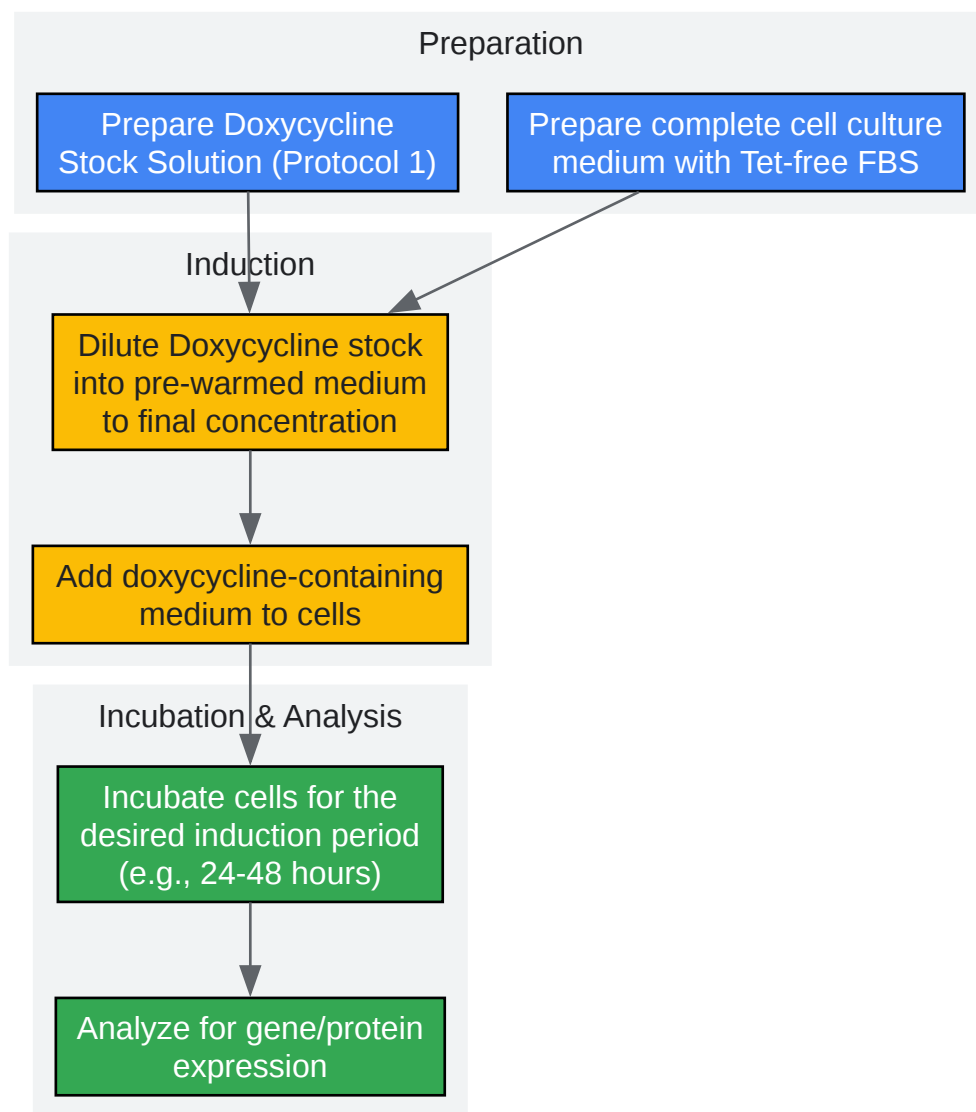 Preparation
Prepare Doxycycline
Stock Solution (Protocol 1)
Prepare complete cell culture
medium with Tet-free FBS
Induction
Dilute Doxycycline stock
into pre-warmed medium
to final concentration
Add doxycycline-containing
medium to cells
Incubation & Analysis
Incubate cells for the
desired induction period
(e.g., 24-48 hours)
Analyze for gene/protein
expression